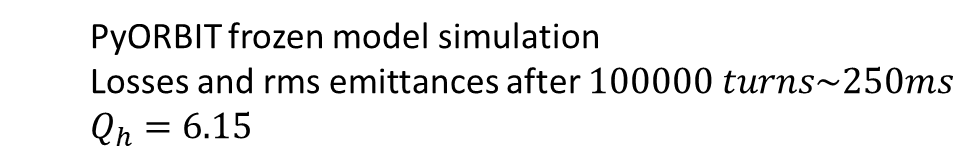 PyORBIT frozen model simulation
Losses and rms emittances after 100000 turns~250ms
Qₕ = 6.15